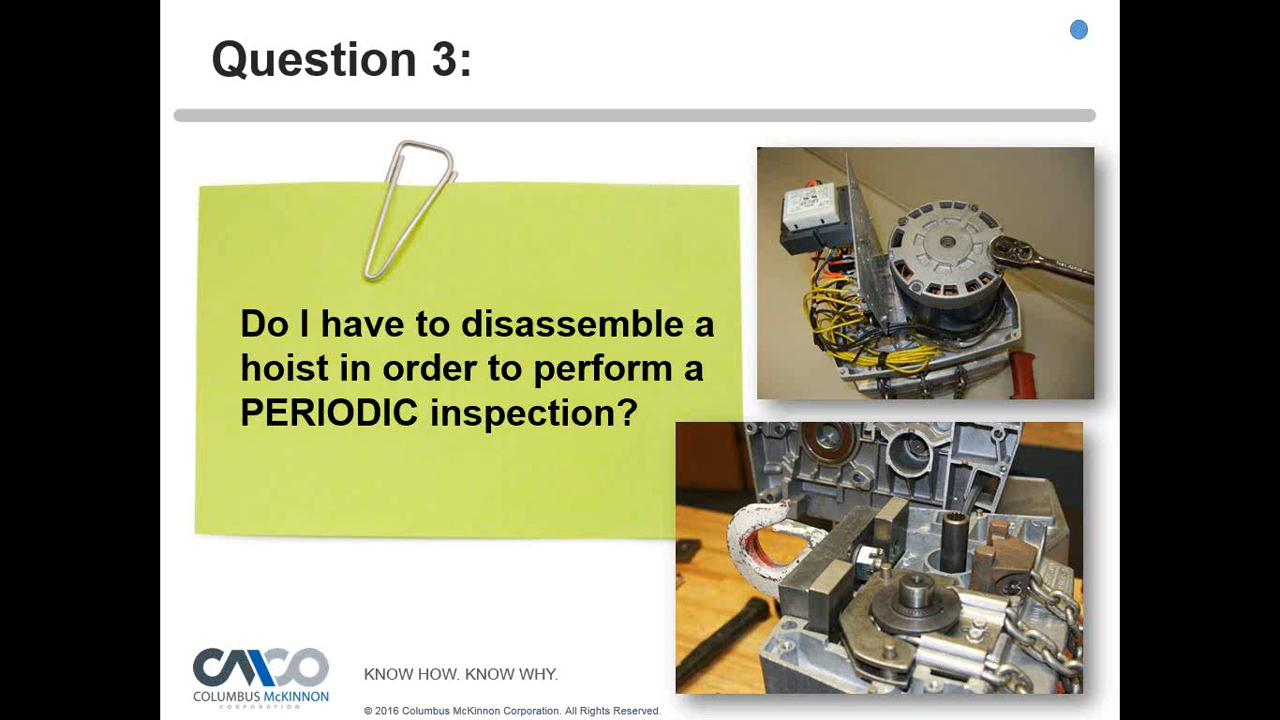 Question 3:
Do I have to disassemble a
hoist in order to perform a
PERIODIC inspection?
CMCO
COLUMBUS McKINNON
CORPORATION
KNOW HOW. KNOW WHY.
© 2016 Columbus McKinnon Corporation. All Rights Reserved.